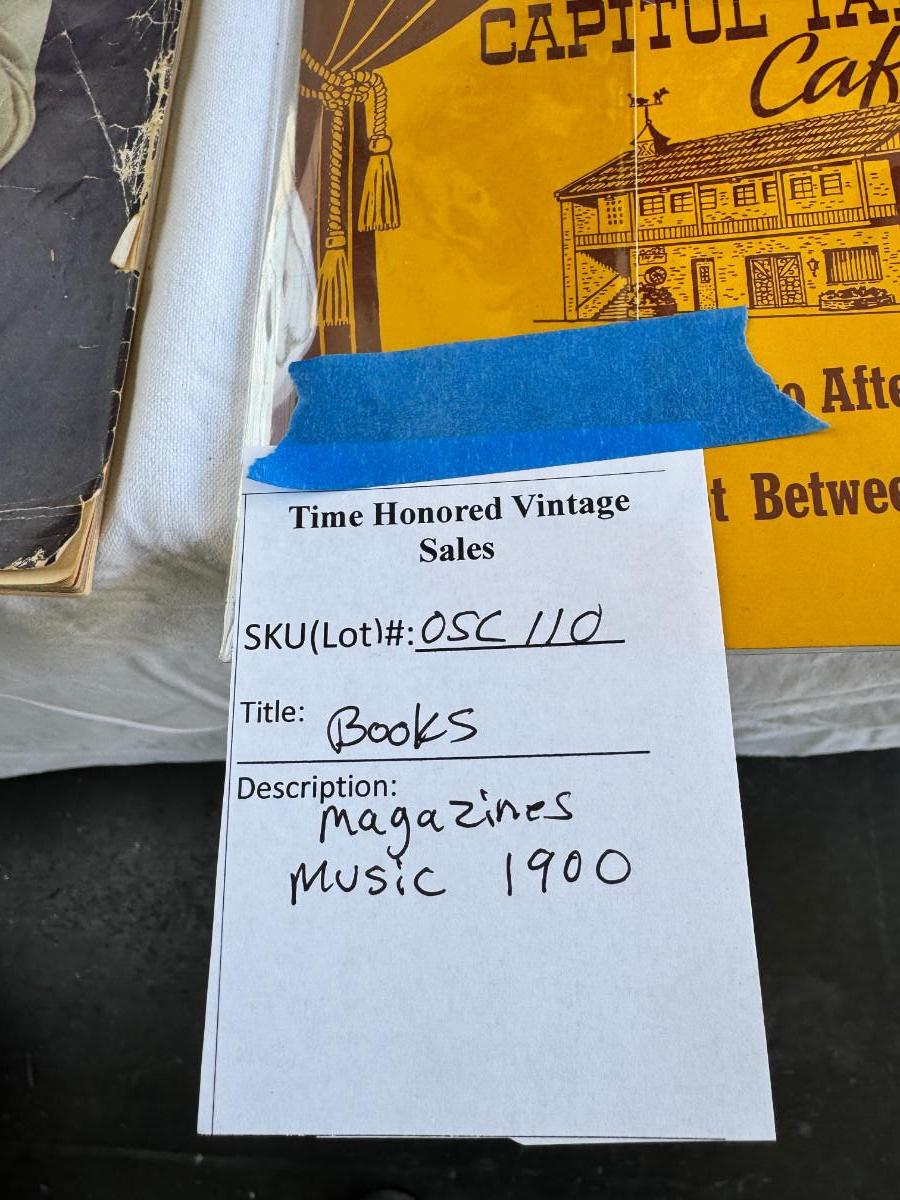 CAPITOL
Caf
Afte
t Betwee
Time Honored Vintage
Sales
SKU(Lot)#: OSC 110
Title: Books
Description:
Magazines
Music 1900